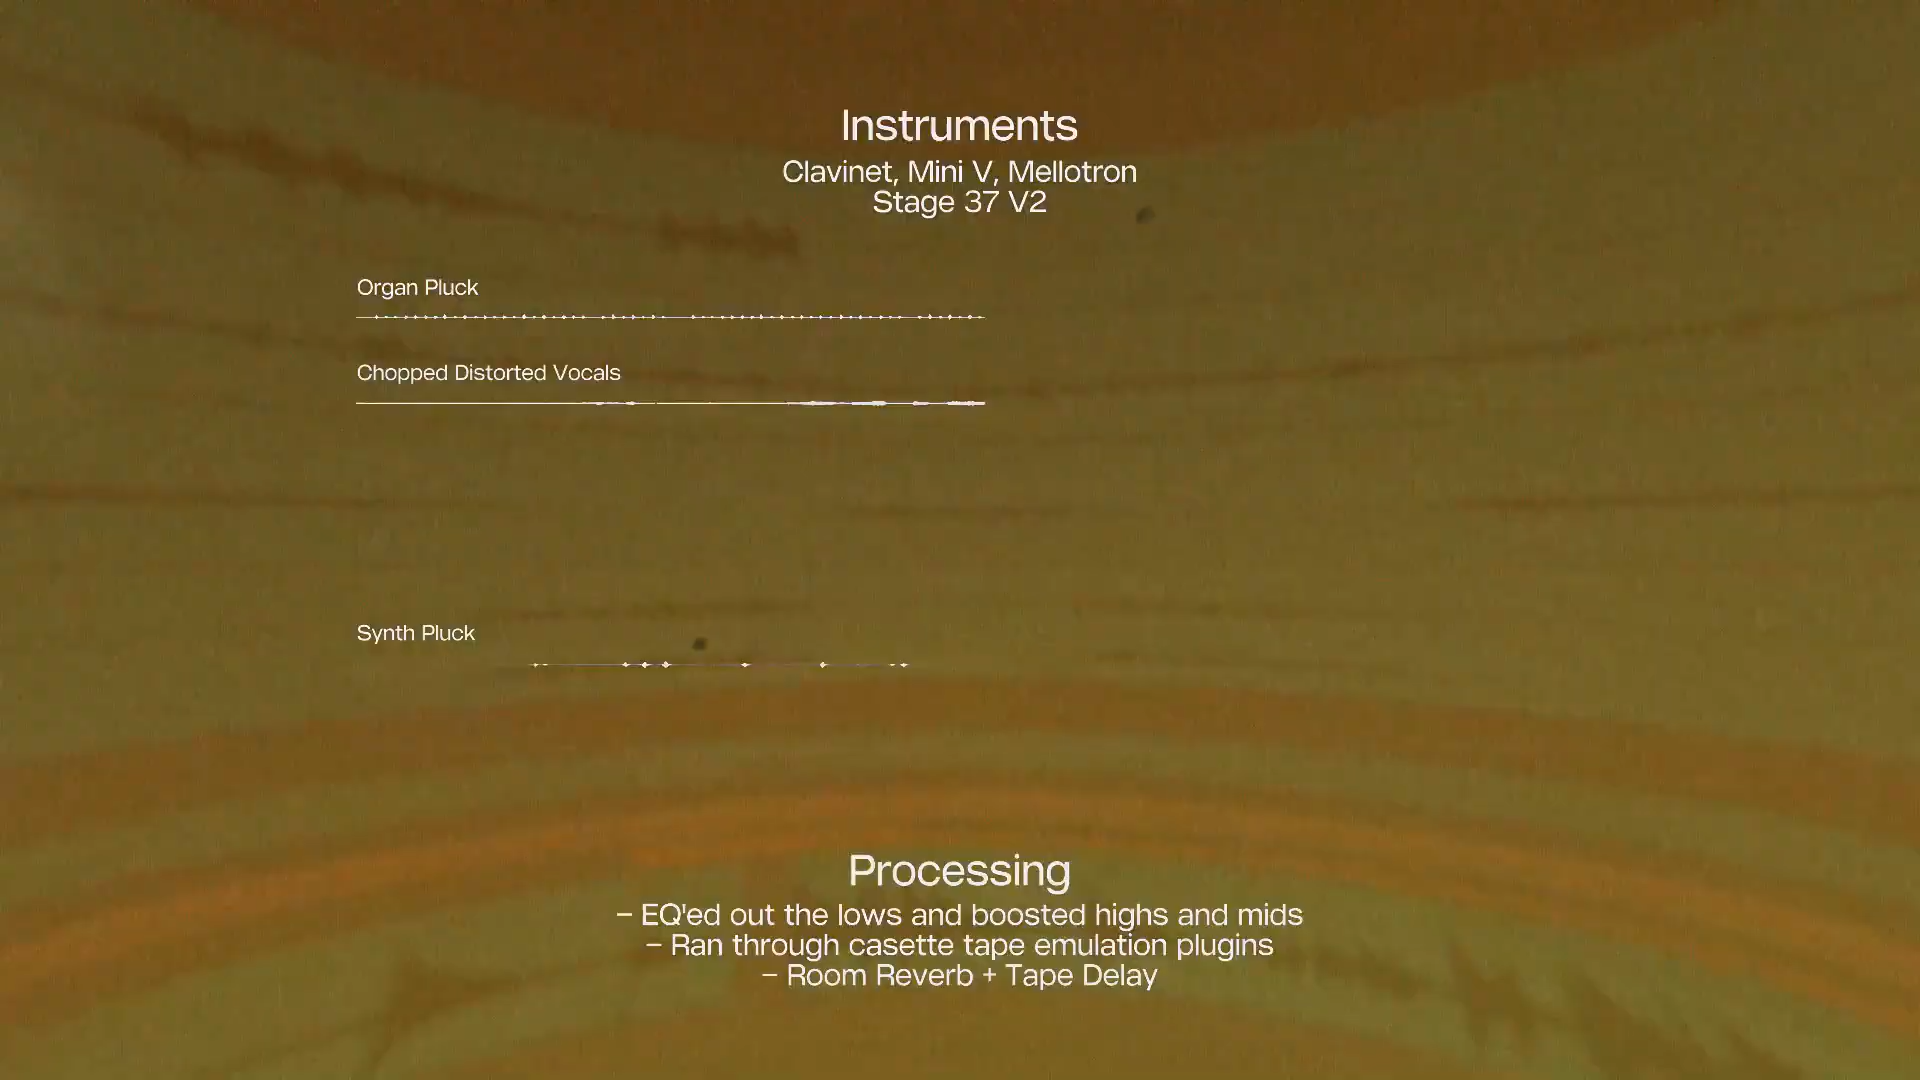 Instruments
Clavinet, Mini V, Mellotron
Stage 37 V2
Organ Pluck
Chopped Distorted Vocals
Synth Pluck
Processing
– EQ'ed out the lows and boosted highs and mids
– Ran through casette tape emulation plugins
– Room Reverb + Tape Delay